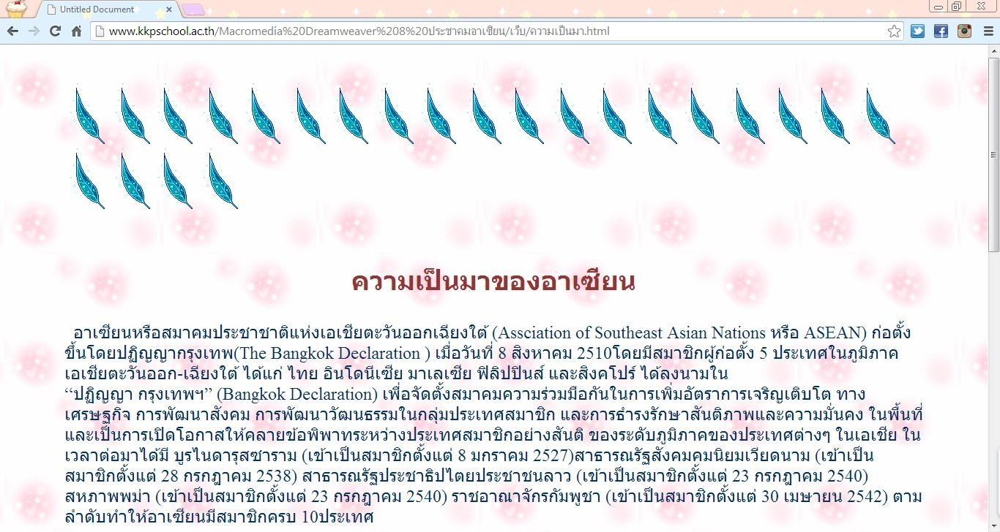 Untitled Document
www.kkpschool.ac.th/Macromedia%20Dreamweaver%208%20ประชาคมอาเซียน/เว็บ/ความเป็นมา.html
ความเป็นมาของอาเซียน
อาเซียนหรือสมาคมประชาชาติแห่งเอเชียตะวันออกเฉียงใต้ (Assciation of Southeast Asian Nations หรือ ASEAN) ก่อตั้ง
ขึ้นโดยปฏิญญากรุงเทพ(The Bangkok Declaration ) เมื่อวันที่ 8 สิงหาคม 2510โดยมีสมาชิกผู้ก่อตั้ง 5 ประเทศในภูมิภาค
เอเชียตะวันออก-เฉียงใต้ ได้แก่ ไทย อินโดนีเซีย มาเลเซีย ฟิลิปปินส์ และสิงคโปร์ ได้ลงนามใน
“ปฏิญญา กรุงเทพฯ” (Bangkok Declaration) เพื่อจัดตั้งสมาคมความร่วมมือกันในการเพิ่มอัตราการเจริญเติบโต ทาง
เศรษฐกิจ การพัฒนาสังคม การพัฒนาวัฒนธรรมในกลุ่มประเทศสมาชิก และการธำรงรักษาสันติภาพและความมั่นคง ในพื้นที่
และเป็นการเปิดโอกาสให้คลายข้อพิพาทระหว่างประเทศสมาชิกอย่างสันติ ของระดับภูมิภาคของประเทศต่างๆ ในเอเชีย ใน
เวลาต่อมาได้มี บูรไนดารุสซาราม (เข้าเป็นสมาชิกตั้งแต่ 8 มกราคม 2527)สาธารณรัฐสังคมคมนิยมเวียดนาม (เข้าเป็น
สมาชิกตั้งแต่ 28 กรกฎาคม 2538) สาธารณรัฐประชาธิปไตยประชาชนลาว (เข้าเป็นสมาชิกตั้งแต่ 23 กรกฎาคม 2540)
สหภาพพม่า (เข้าเป็นสมาชิกตั้งแต่ 23 กรกฎาคม 2540) ราชอาณาจักรกัมพูชา (เข้าเป็นสมาชิกตั้งแต่ 30 เมษายน 2542) ตาม
ลำดับทำให้อาเซียนมีสมาชิกครบ 10ประเทศ